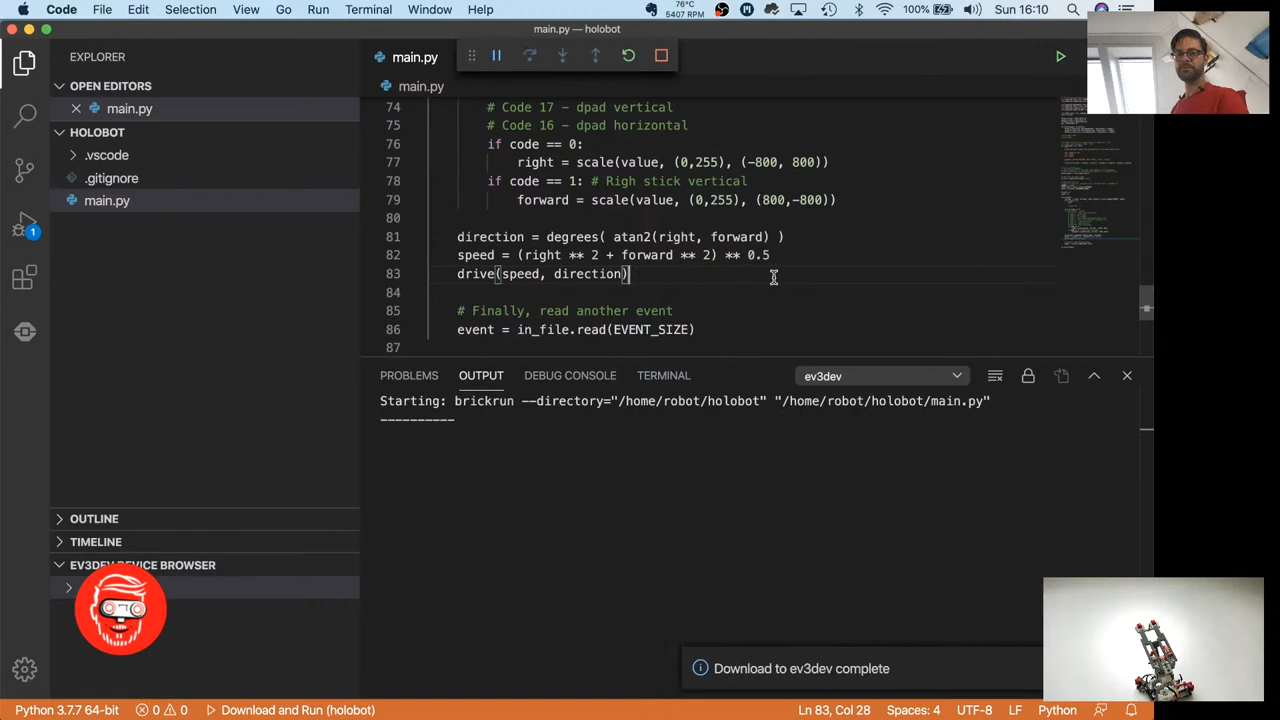 Code File Edit Selection View Go Run Terminal Window Help 76°C 5407 RPM 100% Sun 16:10
main.py — holobot
EXPLORER
main.py
OPEN EDITORS
main.py
main.py
HOLOBOT
.vscode
.gitignore
main.py
74 # Code 17 - dpad vertical
75 # Code 16 - dpad horizontal
76 if code == 0:
77 right = scale(value, (0,255), (-800, 800))
78 if code == 1: # Righ stick vertical
79 forward = scale(value, (0,255), (800,-800))
80
81 direction = degrees( atan2(right, forward) )
82 speed = (right ** 2 + forward ** 2) ** 0.5
83 drive(speed, direction)
84
85 # Finally, read another event
86 event = in_file.read(EVENT_SIZE)
87
1
PROBLEMS OUTPUT DEBUG CONSOLE TERMINAL ev3dev
Starting: brickrun --directory="/home/robot/holobot" "/home/robot/holobot/main.py"
----------
OUTLINE
TIMELINE
EV3DEV DEVICE BROWSER
Download to ev3dev complete
Python 3.7.7 64-bit 0 0 Download and Run (holobot) Ln 83, Col 28 Spaces: 4 UTF-8 LF Python